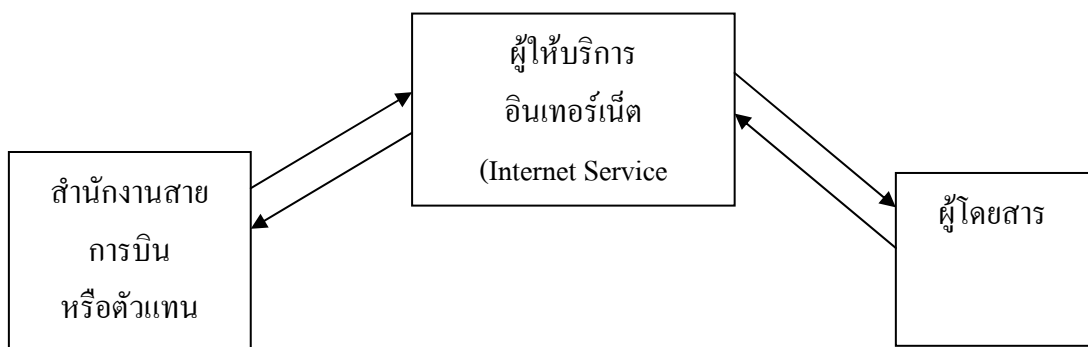 ผู้ให้บริการ
อินเทอร์เน็ต
(Internet Service
สำนักงานสาย
การบิน
หรือตัวแทน
ผู้โดยสาร